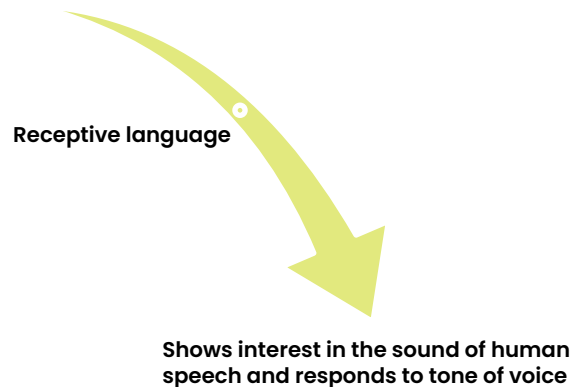 Receptive language
Shows interest in the sound of human
speech and responds to tone of voice